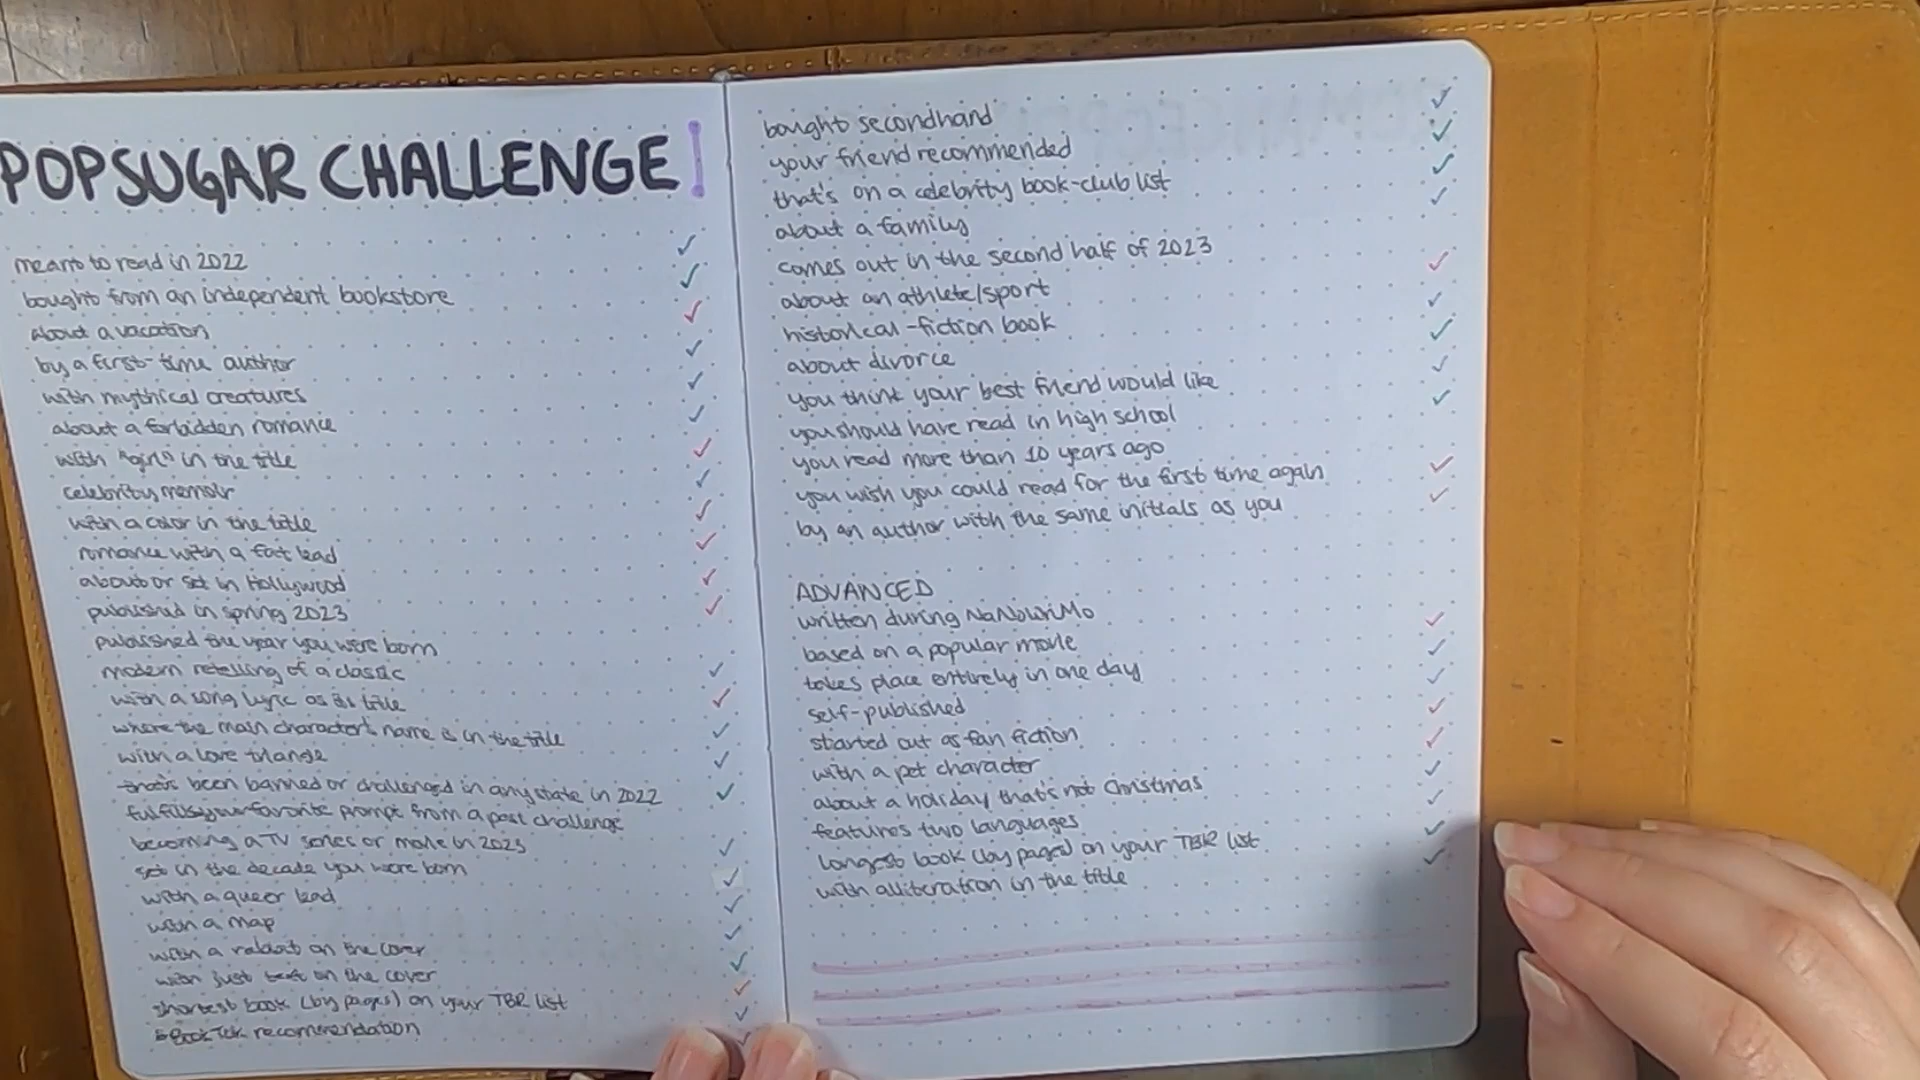 POPSUGAR CHALLENGE
meant to read in 2022
bought from an independent bookstore
about a vacation
by a first-time author
with mythical creatures
about a forbidden romance
with "girl" in the title
celebrity memoir
with a color in the title
romance with a fat lead
about or set in Hollywood
published in spring 2023
published the year you were born
modern retelling of a classic
with a song lyric as its title
where the main character's name is in the title
with a love triangle
that's been banned or challenged in any state in 2022
fulfills your favorite prompt from a past challenge
becoming a TV series or movie in 2023
set in the decade you were born
with a queer lead
with a map
with a rabbit on the cover
with just text on the cover
shortest book (by pages) on your TBR list
BookTok recommendation
bought secondhand
your friend recommended
that's on a celebrity book-club list
about a family
comes out in the second half of 2023
about an athlete/sport
historical-fiction book
about divorce
you think your best friend would like
you should have read in high school
you read more than 10 years ago
you wish you could read for the first time again
by an author with the same initials as you
ADVANCED
written during NaNoWriMo
based on a popular movie
takes place entirely in one day
self-published
started out as fan fiction
with a pet character
about a holiday that's not Christmas
features two languages
longest book (by pages) on your TBR list
with alliteration in the title